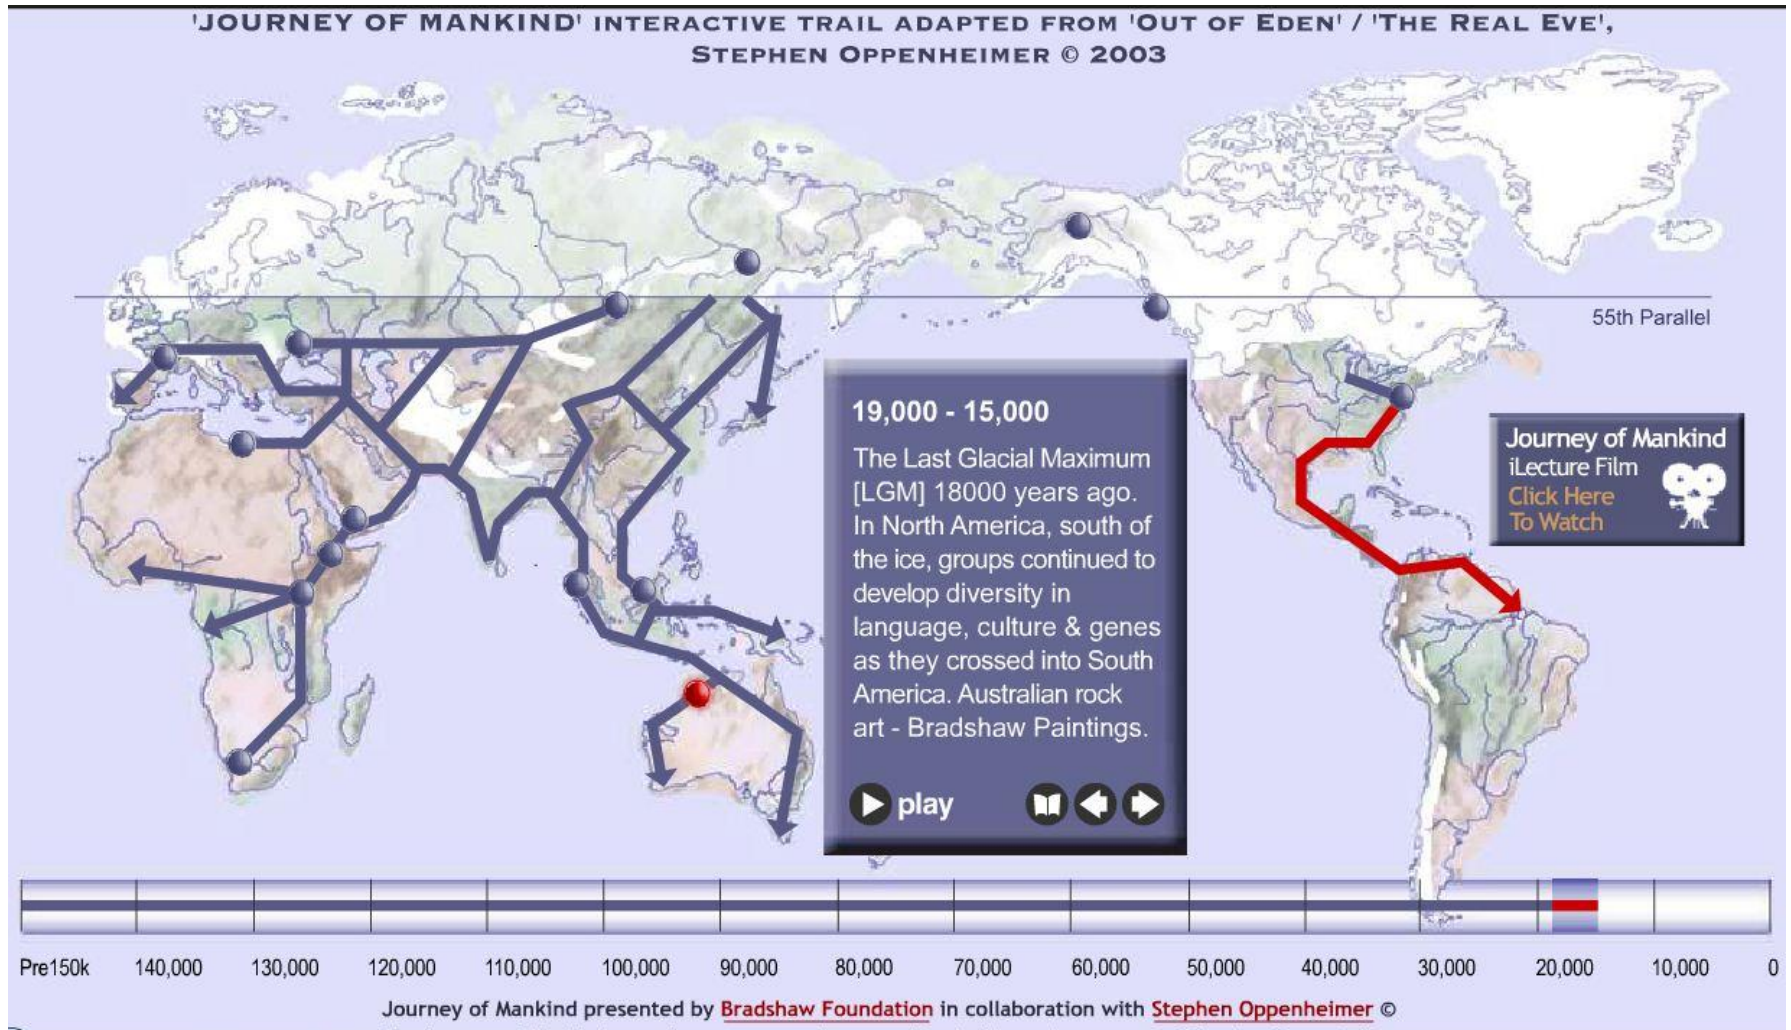 'JOURNEY OF MANKIND' INTERACTIVE TRAIL ADAPTED FROM 'OUT OF EDEN' / 'THE REAL EVE',
STEPHEN OPPENHEIMER © 2003
55th Parallel
19,000 - 15,000
The Last Glacial Maximum
[LGM] 18000 years ago.
In North America, south of
the ice, groups continued to
develop diversity in
language, culture & genes
as they crossed into South
America. Australian rock
art - Bradshaw Paintings.
play
Journey of Mankind
iLecture Film
Click Here
To Watch
Pre150k 140,000 130,000 120,000 110,000 100,000 90,000 80,000 70,000 60,000 50,000 40,000 30,000 20,000 10,000 0
Journey of Mankind presented by Bradshaw Foundation in collaboration with Stephen Oppenheimer ©